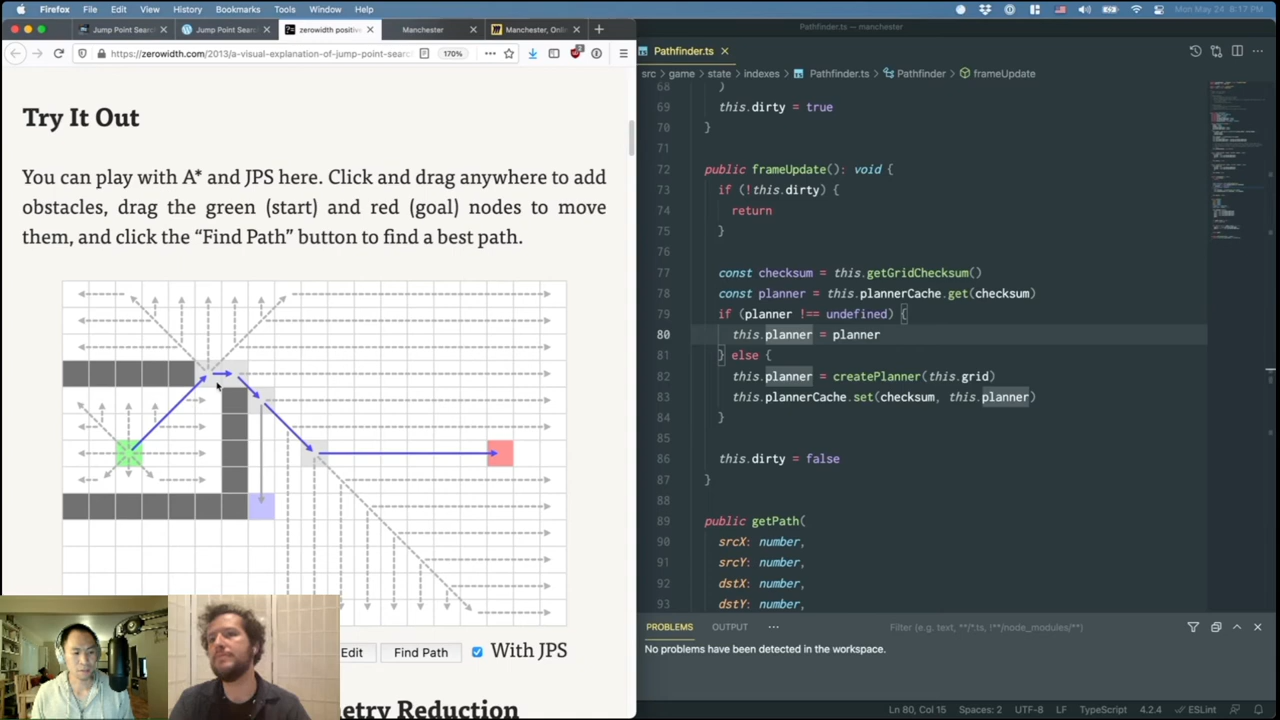 Firefox File Edit View History Bookmarks Tools Window Help
Mon May 24 8:17 PM
Jump Point Sear
Jump Point Sear
zerowidth positive
Manchester
Manchester, Onlin
https://zerowidth.com/2013/a-visual-explanation-of-jump-point-searc
170%
Try It Out
You can play with A* and JPS here. Click and drag anywhere to add
obstacles, drag the green (start) and red (goal) nodes to move
them, and click the “Find Path” button to find a best path.
Edit
Find Path
With JPS
etry Reduction
Pathfinder.ts — manchester
Pathfinder.ts
src > game > state > indexes > Pathfinder.ts > Pathfinder > frameUpdate
68 )
69 this.dirty = true
70 }
71
72 public frameUpdate(): void {
73 if (!this.dirty) {
74 return
75 }
76
77 const checksum = this.getGridChecksum()
78 const planner = this.plannerCache.get(checksum)
79 if (planner !== undefined) {
80 this.planner = planner
81 } else {
82 this.planner = createPlanner(this.grid)
83 this.plannerCache.set(checksum, this.planner)
84 }
85
86 this.dirty = false
87 }
88
89 public getPath(
90 srcX: number,
91 srcY: number,
92 dstX: number,
93 dstY: number,
PROBLEMS OUTPUT ···
Filter (e.g. text, **/*.ts, !**/node_modules/**)
No problems have been detected in the workspace.
Ln 80, Col 15 Spaces: 2 UTF-8 LF TypeScript 4.2.4 ESLint